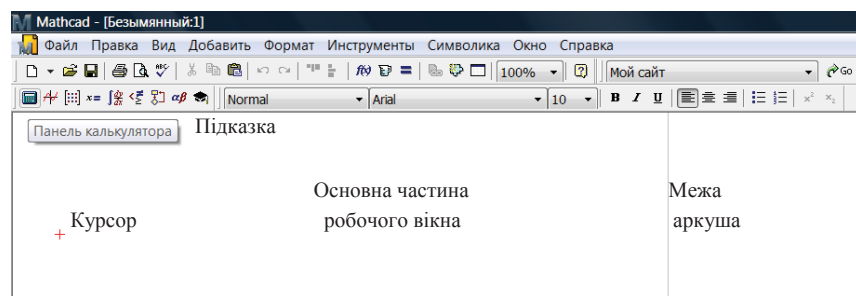 Mathcad - [Безымянный:1]
Файл Правка Вид Добавить Формат Инструменты Символика Окно Справка
100% Мой сайт Go
Normal Arial 10 B I U
Панель калькулятора Підказка
Основна частина Межа
Курсор робочого вікна аркуша